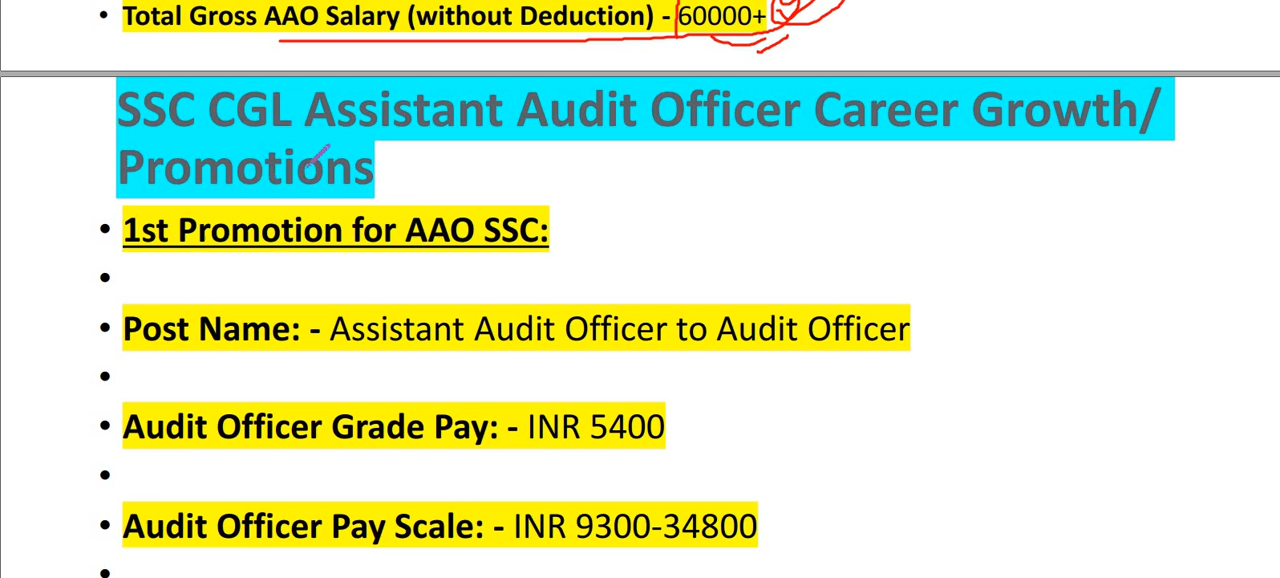 • Total Gross AAO Salary (without Deduction) - 60000+
SSC CGL Assistant Audit Officer Career Growth/
Promotions
• 1st Promotion for AAO SSC:
•
• Post Name: - Assistant Audit Officer to Audit Officer
•
• Audit Officer Grade Pay: - INR 5400
•
• Audit Officer Pay Scale: - INR 9300-34800
•